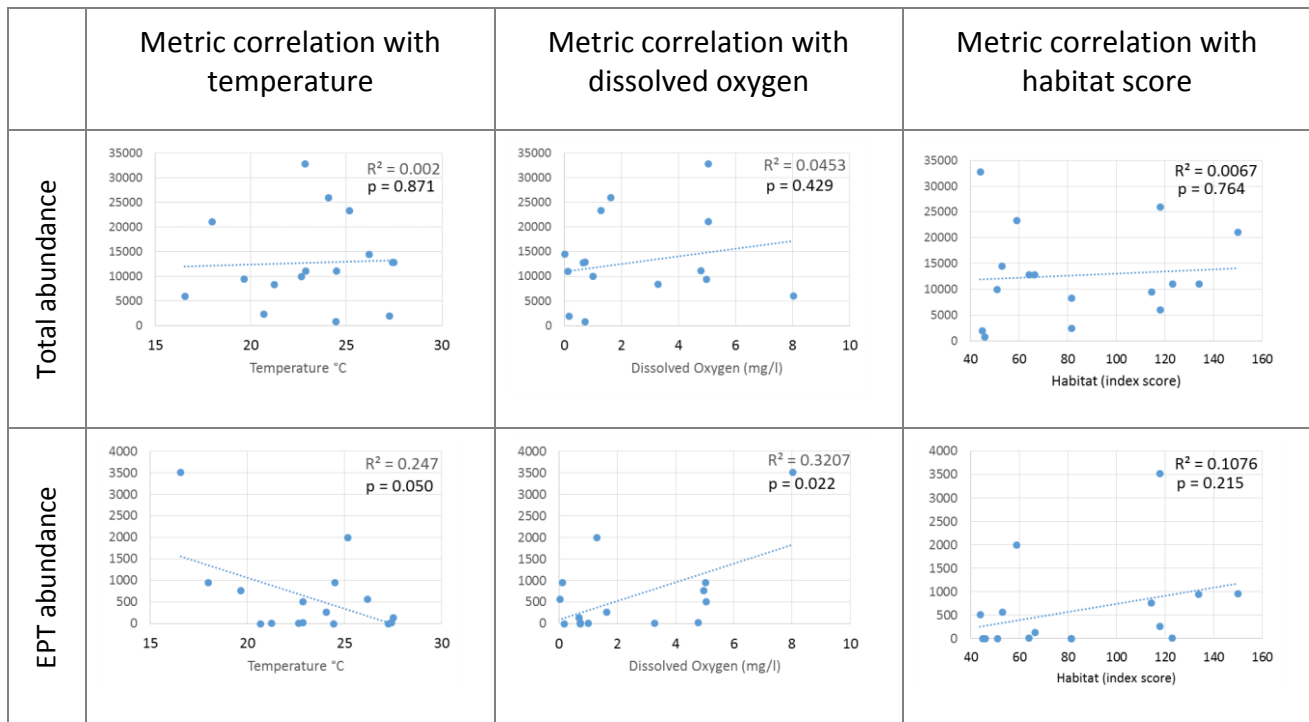 Metric correlation with
temperature
Metric correlation with
dissolved oxygen
Metric correlation with
habitat score
Total abundance
35000
30000
25000
20000
15000
10000
5000
0
15 20 25 30
Temperature °C
R² = 0.002
p = 0.871
35000
30000
25000
20000
15000
10000
5000
0
0 2 4 6 8 10
Dissolved Oxygen (mg/l)
R² = 0.0453
p = 0.429
35000
30000
25000
20000
15000
10000
5000
0
40 60 80 100 120 140 160
Habitat (index score)
R² = 0.0067
p = 0.764
EPT abundance
4000
3500
3000
2500
2000
1500
1000
500
0
15 20 25 30
Temperature °C
R² = 0.247
p = 0.050
4000
3500
3000
2500
2000
1500
1000
500
0
0 2 4 6 8 10
Dissolved Oxygen (mg/l)
R² = 0.3207
p = 0.022
4000
3500
3000
2500
2000
1500
1000
500
0
40 60 80 100 120 140 160
Habitat (index score)
R² = 0.1076
p = 0.215